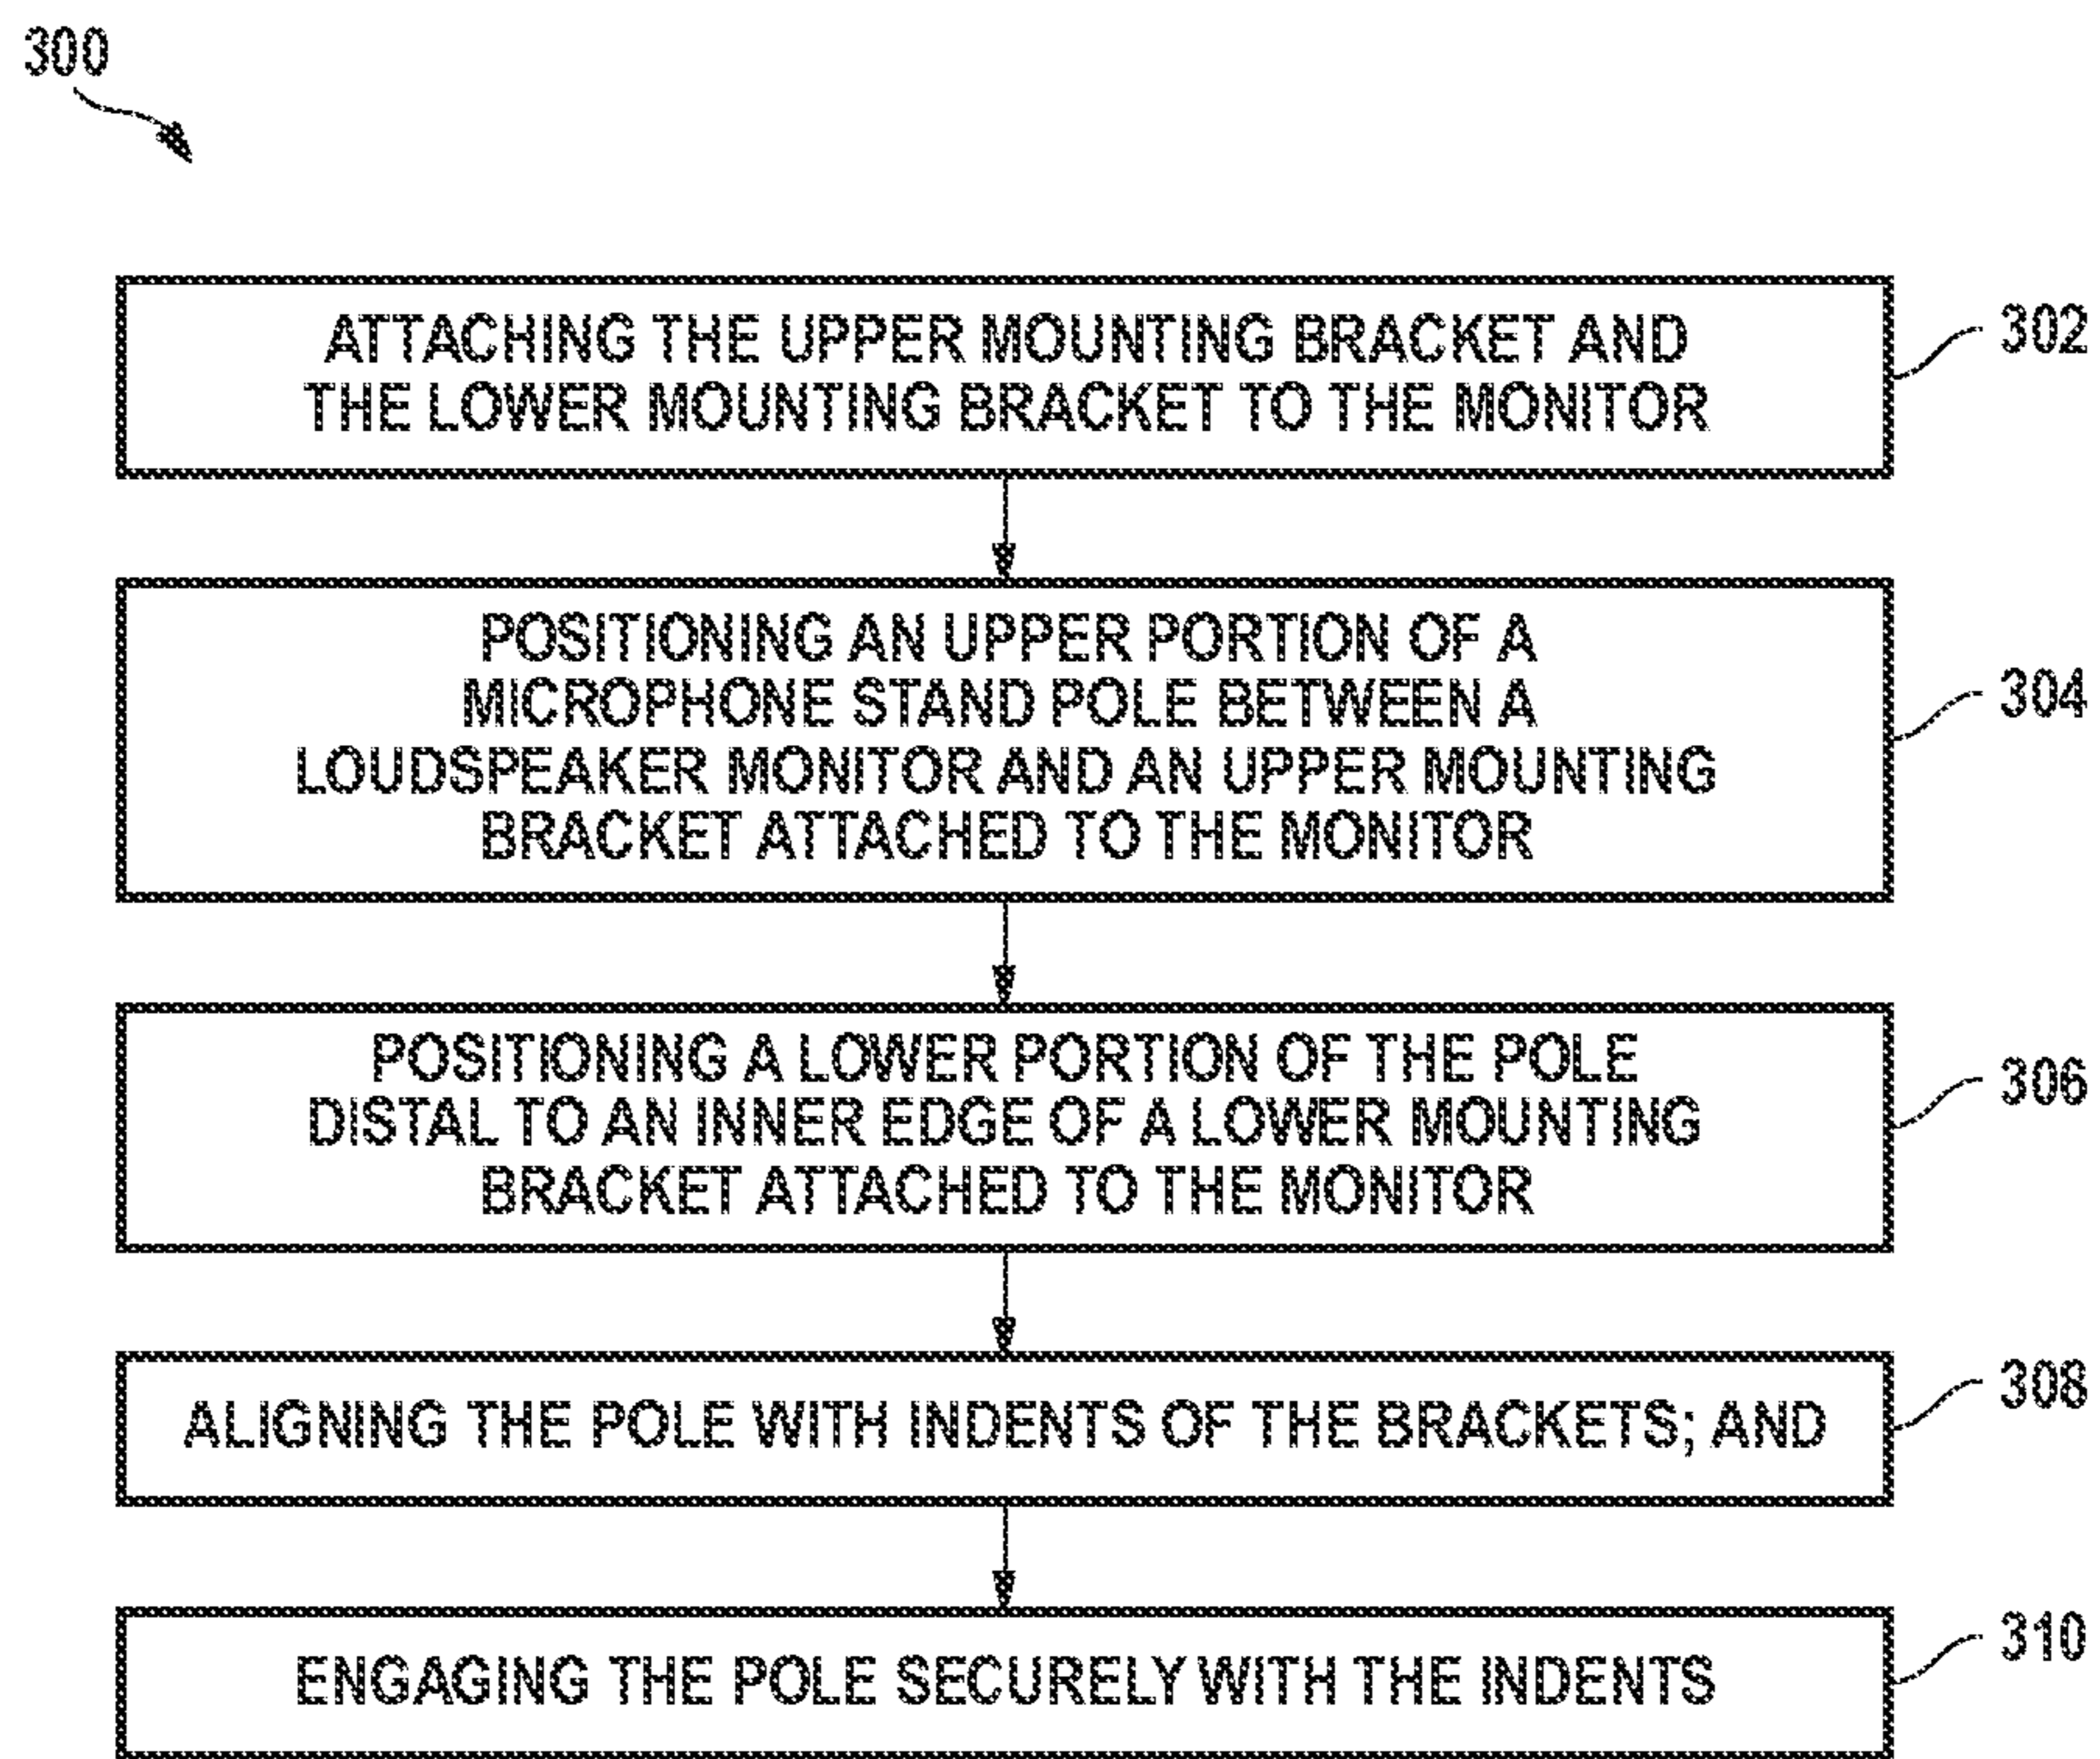 300
ATTACHING THE UPPER MOUNTING BRACKET AND
THE LOWER MOUNTING BRACKET TO THE MONITOR
302
POSITIONING AN UPPER PORTION OF A
MICROPHONE STAND POLE BETWEEN A
LOUDSPEAKER MONITOR AND AN UPPER MOUNTING
BRACKET ATTACHED TO THE MONITOR
304
POSITIONING A LOWER PORTION OF THE POLE
DISTAL TO AN INNER EDGE OF A LOWER MOUNTING
BRACKET ATTACHED TO THE MONITOR
306
ALIGNING THE POLE WITH INDENTS OF THE BRACKETS; AND
308
ENGAGING THE POLE SECURELY WITH THE INDENTS
310